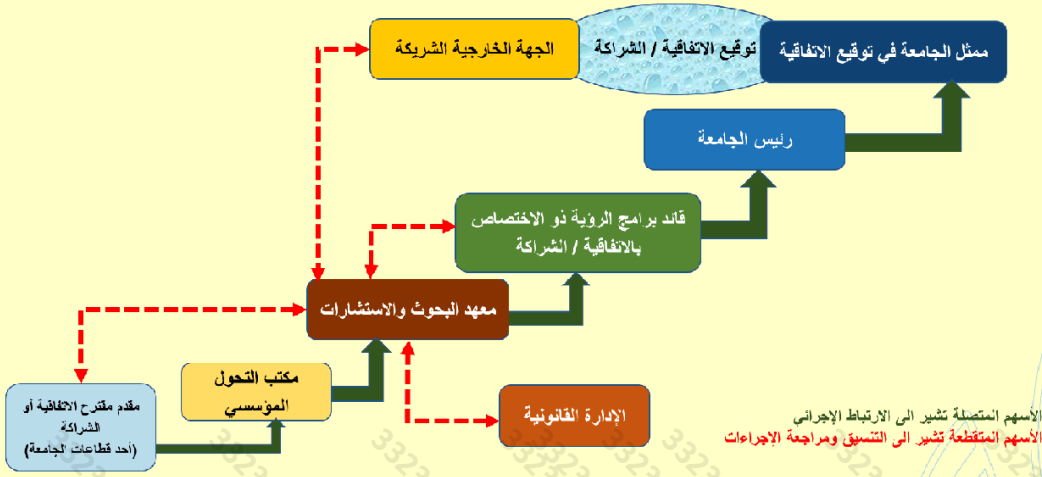 ممثل الجامعة في توقيع الاتفاقية
توقيع الاتفاقية / الشراكة
الجهة الخارجية الشريكة
رئيس الجامعة
قائد برامج الرؤية ذو الاختصاص
بالاتفاقية / الشراكة
معهد البحوث والاستشارات
مكتب التحول
المؤسسي
مقدم مقترح الاتفاقية أو
الشراكة
(أحد قطاعات الجامعة)
الإدارة القانونية
الأسهم المتصلة تشير الى الارتباط الإجرائي
الأسهم المتقطعة تشير الى التنسيق ومراجعة الإجراءات